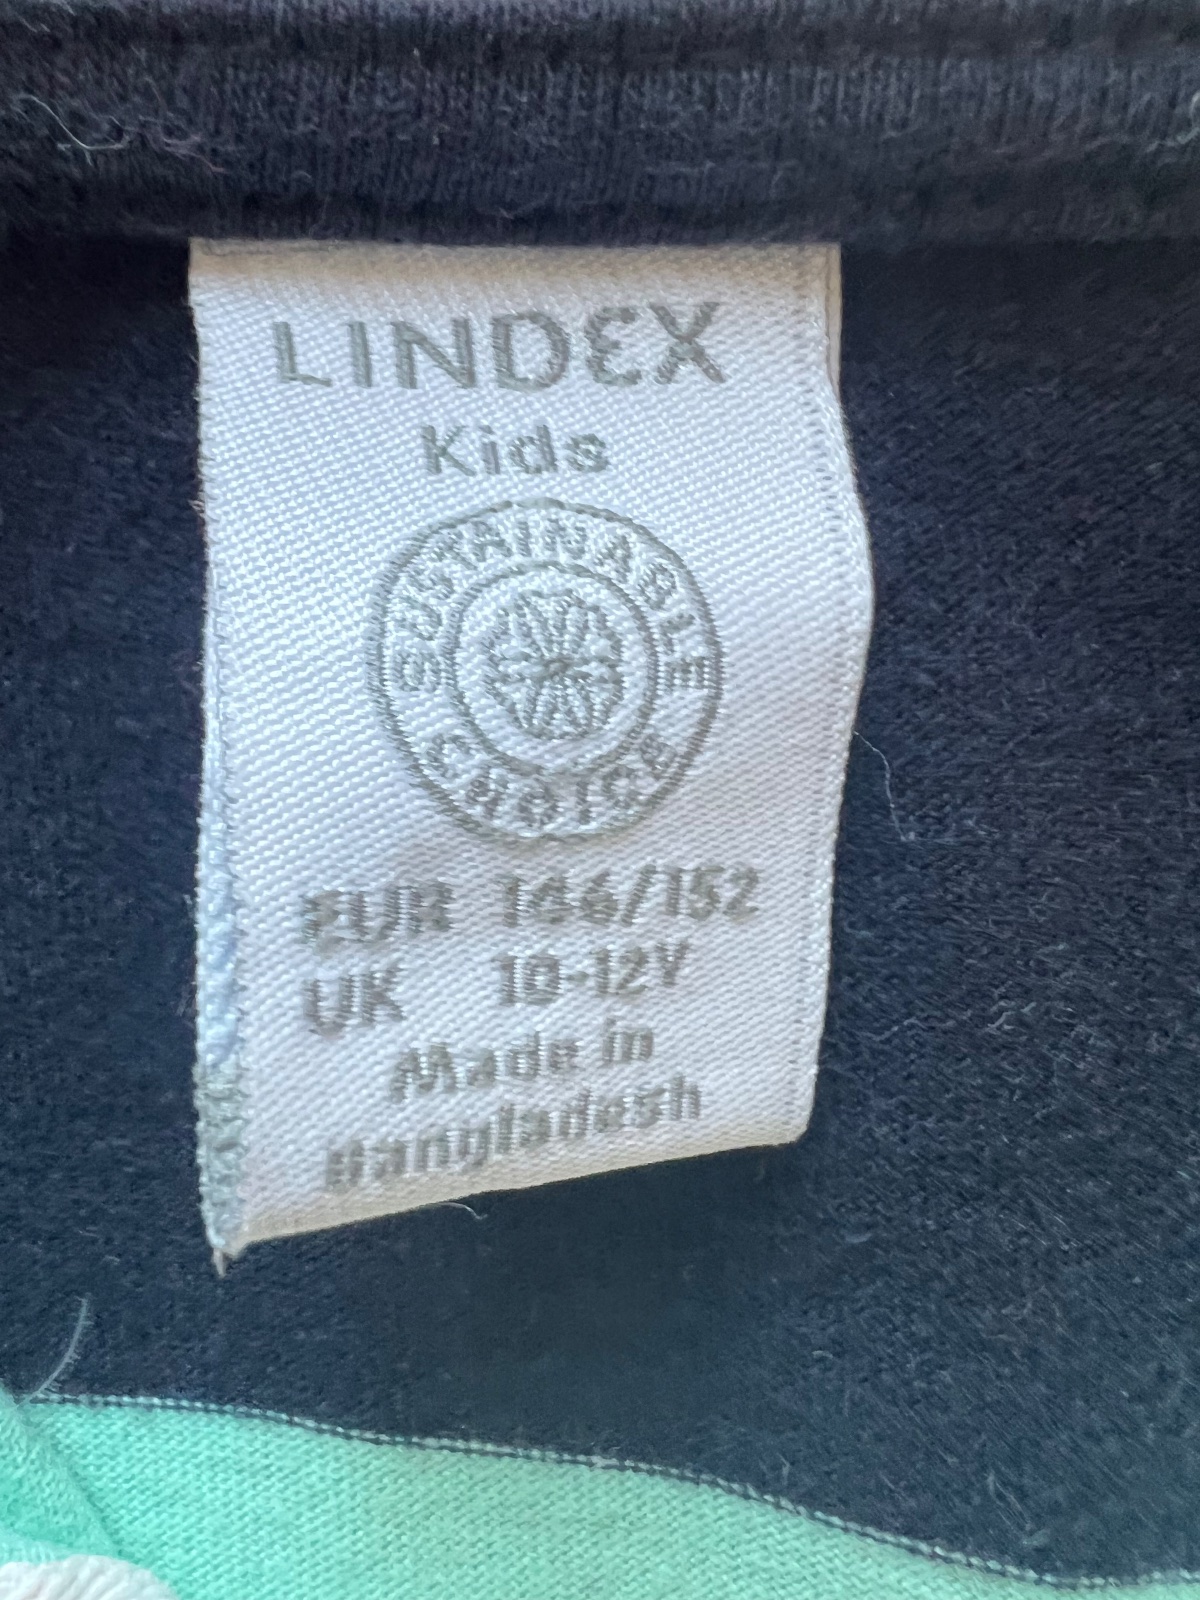 LINDEX
Kids
SUSTAINABLE
CHOICE
EUR 146/152
UK 10-12Y
Made in
Bangladesh